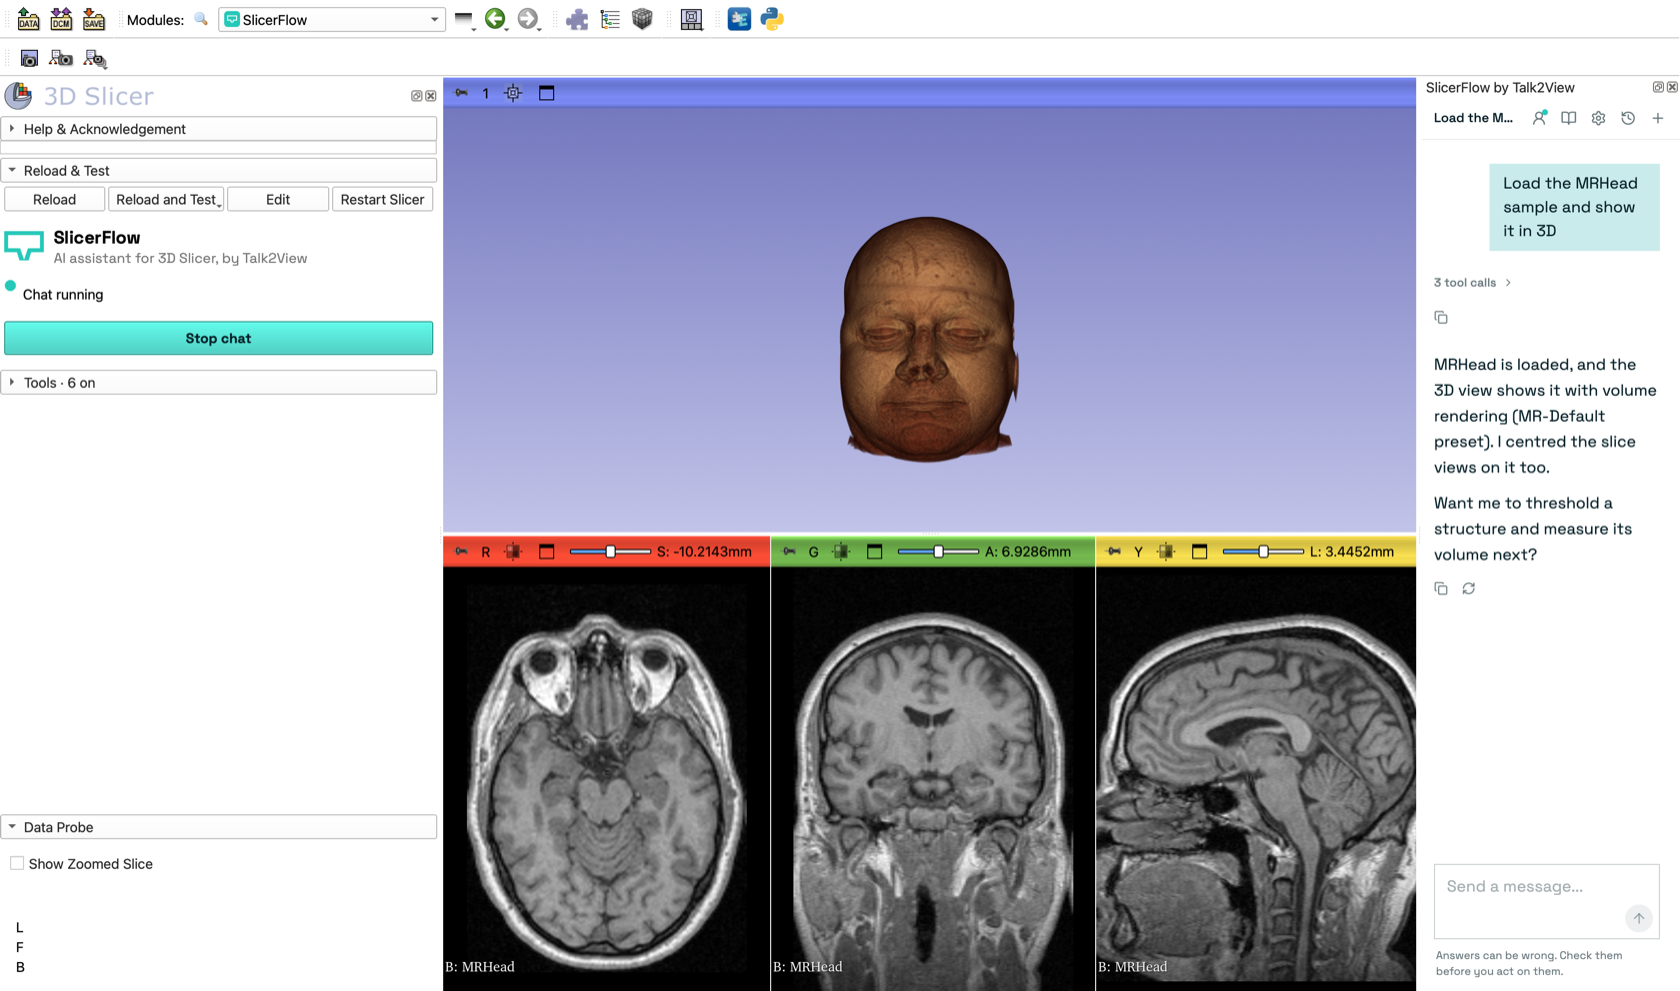 DATA
DCM
SAVE
Modules:
SlicerFlow
3D Slicer
Help & Acknowledgement
Reload & Test
Reload
Reload and Test
Edit
Restart Slicer
SlicerFlow
AI assistant for 3D Slicer, by Talk2View
Chat running
Stop chat
Tools · 6 on
Data Probe
Show Zoomed Slice
L
F
B
1
R
S: -10.2143mm
G
A: 6.9286mm
Y
L: 3.4452mm
B: MRHead
B: MRHead
B: MRHead
SlicerFlow by Talk2View
Load the M...
Load the MRHead
sample and show
it in 3D
3 tool calls
MRHead is loaded, and the
3D view shows it with volume
rendering (MR-Default
preset). I centred the slice
views on it too.
Want me to threshold a
structure and measure its
volume next?
Send a message...
Answers can be wrong. Check them
before you act on them.